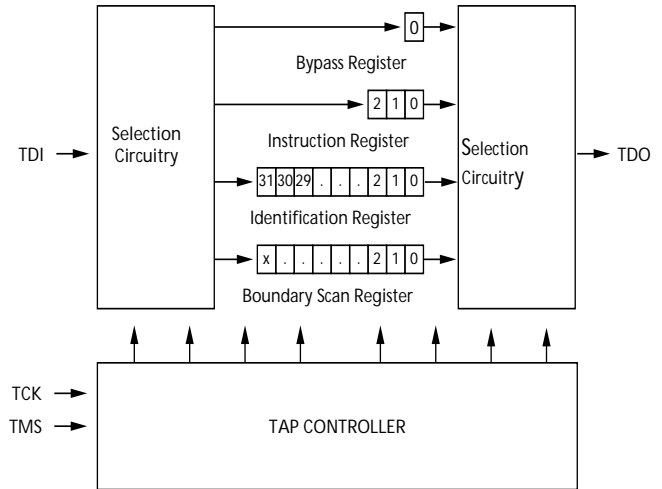 0
Bypass Register
2 1 0
Selection
Circuitry
Instruction Register
Selection
Circuitry
TDI
TDO
31 30 29 . . . 2 1 0
Identification Register
x . . . . . 2 1 0
Boundary Scan Register
TCK
TMS
TAP CONTROLLER